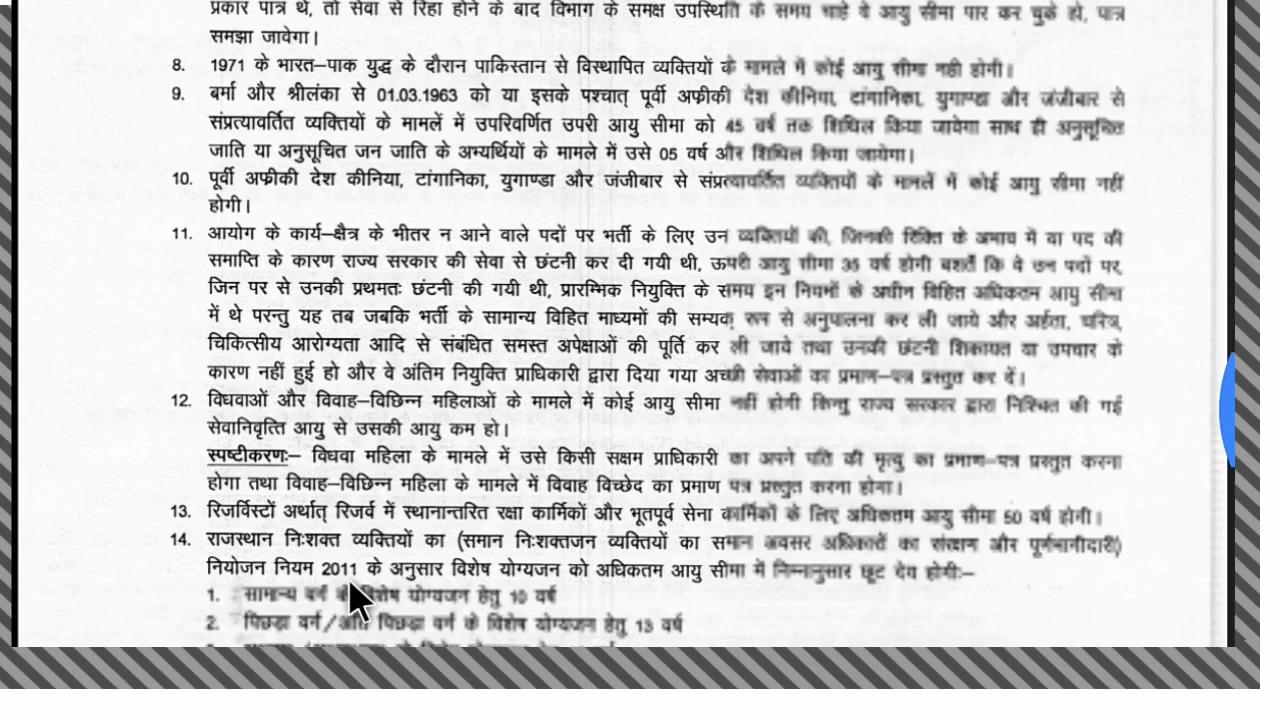 प्रकार पात्र थे, तो सेवा से रिहा होने के बाद विभाग के समक्ष उपस्थिति के समय चाहे वे आयु सीमा पार कर चुके हो, पात्र
समझा जावेगा।
8. 1971 के भारत–पाक युद्ध के दौरान पाकिस्तान से विस्थापित व्यक्तियों के मामले में कोई आयु सीमा नही होगी।
9. बर्मा और श्रीलंका से 01.03.1963 को या इसके पश्चात् पूर्वी अफ्रीकी देश कीनिया, टांगानिका, युगाण्डा और जंजीबार से
संप्रत्यावर्तित व्यक्तियों के मामलें में उपरिवर्णित उपरी आयु सीमा को 45 वर्ष तक शिथिल किया जायेगा साथ ही अनुसूचित
जाति या अनुसूचित जन जाति के अभ्यर्थियों के मामले में उसे 05 वर्ष और शिथिल किया जायेगा।
10. पूर्वी अफ्रीकी देश कीनिया, टांगानिका, युगाण्डा और जंजीबार से संप्रत्यावर्तित व्यक्तियों के मामलें में कोई आयु सीमा नहीं
होगी।
11. आयोग के कार्य–क्षैत्र के भीतर न आने वाले पदों पर भर्ती के लिए उन व्यक्तियों की, जिनकी रिक्ति के अभाव में या पद की
समाप्ति के कारण राज्य सरकार की सेवा से छंटनी कर दी गयी थी, ऊपरी आयु सीमा 35 वर्ष होगी बशर्ते कि वे उन पदों पर,
जिन पर से उनकी प्रथमतः छंटनी की गयी थी, प्रारम्भिक नियुक्ति के समय इन नियमों के अधीन विहित अधिकतम आयु सीमा
में थे परन्तु यह तब जबकि भर्ती के सामान्य विहित माध्यमों की सम्यक् रूप से अनुपालना कर ली जाये और अर्हता, चरित्र,
चिकित्सीय आरोग्यता आदि से संबंधित समस्त अपेक्षाओं की पूर्ति कर ली जाये तथा उनकी छंटनी शिकायत या उपचार के
कारण नहीं हुई हो और वे अंतिम नियुक्ति प्राधिकारी द्वारा दिया गया अच्छी सेवाओं का प्रमाण–पत्र प्रस्तुत कर दें।
12. विधवाओं और विवाह–विछिन्न महिलाओं के मामले में कोई आयु सीमा नहीं होगी किन्तु राज्य सरकार द्वारा निश्चित की गई
सेवानिवृत्ति आयु से उसकी आयु कम हो।
स्पष्टीकरणः– विधवा महिला के मामले में उसे किसी सक्षम प्राधिकारी का अपने पति की मृत्यु का प्रमाण–पत्र प्रस्तुत करना
होगा तथा विवाह–विछिन्न महिला के मामले में विवाह विच्छेद का प्रमाण पत्र प्रस्तुत करना होगा।
13. रिजर्विस्टों अर्थात् रिजर्व में स्थानान्तरित रक्षा कार्मिकों और भूतपूर्व सेना कार्मिकों के लिए अधिकतम आयु सीमा 50 वर्ष होगी।
14. राजस्थान निःशक्त व्यक्तियों का (समान निःशक्तजन व्यक्तियों का समान अवसर अधिकारों का संरक्षण और पूर्णभागीदारी)
नियोजन नियम 2011 के अनुसार विशेष योग्यजन को अधिकतम आयु सीमा में निम्नानुसार छूट देय होगीः–
1. सामान्य वर्ग के विशेष योग्यजन हेतु 10 वर्ष
2. पिछड़ा वर्ग/अति पिछड़ा वर्ग के विशेष योग्यजन हेतु 13 वर्ष